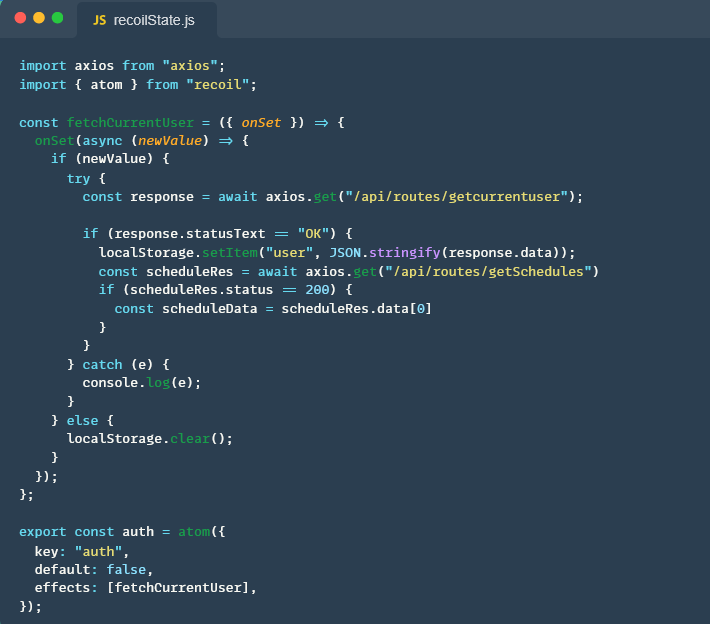 JS recoilState.js
import axios from "axios";
import { atom } from "recoil";
const fetchCurrentUser = ({ onSet }) => {
  onSet(async (newValue) => {
    if (newValue) {
      try {
        const response = await axios.get("/api/routes/getcurrentuser");
        if (response.statusText == "OK") {
          localStorage.setItem("user", JSON.stringify(response.data));
          const scheduleRes = await axios.get("/api/routes/getSchedules")
          if (scheduleRes.status == 200) {
            const scheduleData = scheduleRes.data[0]
          }
        }
      } catch (e) {
        console.log(e);
      }
    } else {
      localStorage.clear();
    }
  });
};
export const auth = atom({
  key: "auth",
  default: false,
  effects: [fetchCurrentUser],
});